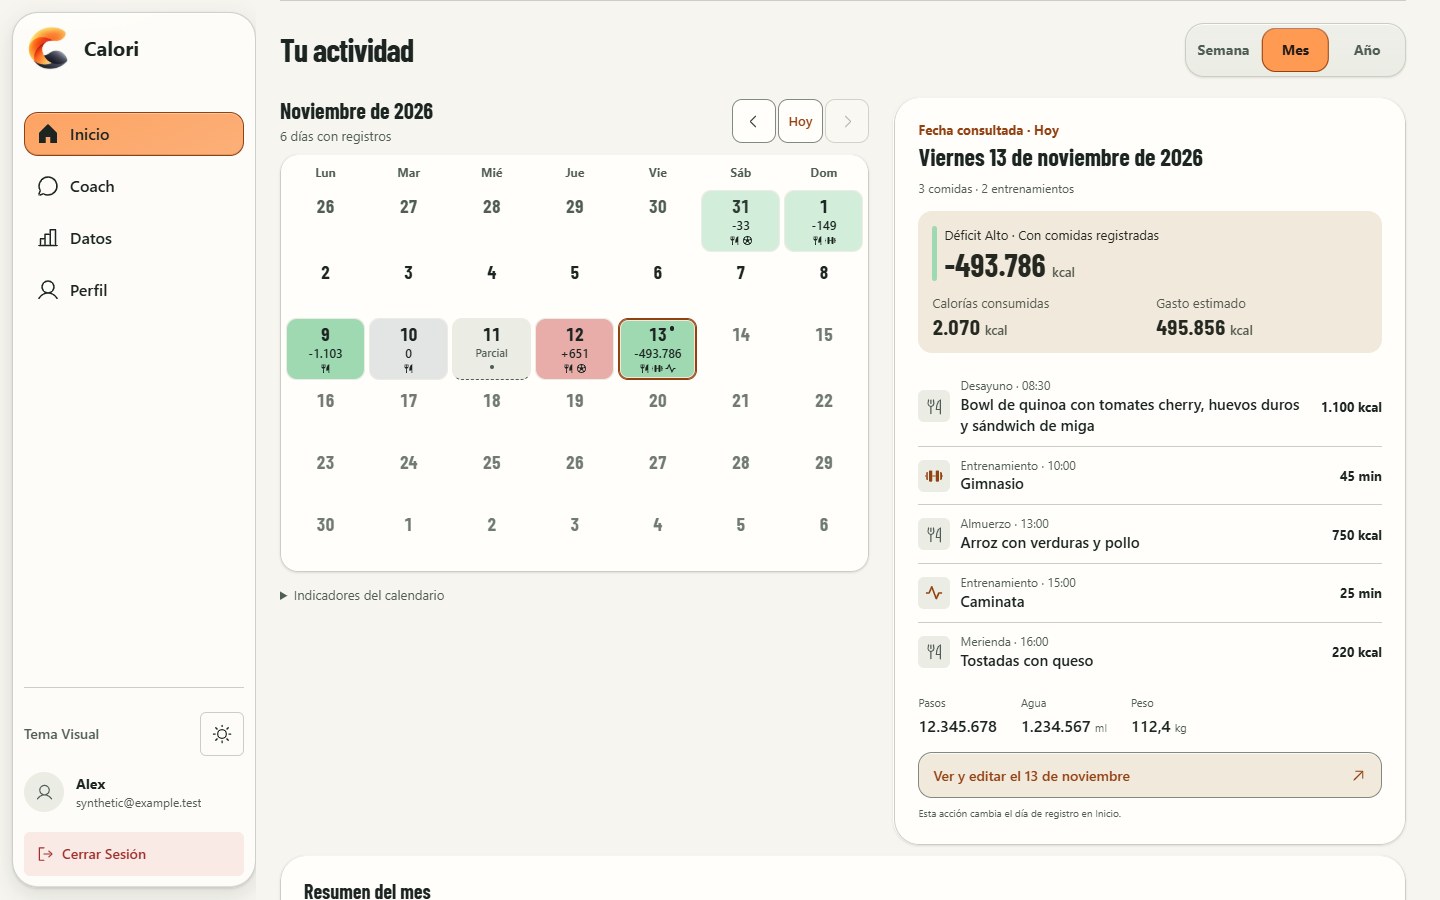 Calori
Inicio
Coach
Datos
Perfil
Tema Visual
Alex
synthetic@example.test
Cerrar Sesión
Tu actividad
Semana Mes Año
Noviembre de 2026
6 días con registros
Hoy
Lun Mar Mié Jue Vie Sáb Dom
26 27 28 29 30 31 1
-33 -149
2 3 4 5 6 7 8
9 10 11 12 13 14 15
-1.103 0 Parcial +651 -493.786
16 17 18 19 20 21 22
23 24 25 26 27 28 29
30 1 2 3 4 5 6
Indicadores del calendario
Fecha consultada · Hoy
Viernes 13 de noviembre de 2026
3 comidas · 2 entrenamientos
Déficit Alto · Con comidas registradas
-493.786 kcal
Calorías consumidas Gasto estimado
2.070 kcal 495.856 kcal
Desayuno · 08:30
Bowl de quinoa con tomates cherry, huevos duros 1.100 kcal
y sándwich de miga
Entrenamiento · 10:00
Gimnasio 45 min
Almuerzo · 13:00
Arroz con verduras y pollo 750 kcal
Entrenamiento · 15:00
Caminata 25 min
Merienda · 16:00
Tostadas con queso 220 kcal
Pasos Agua Peso
12.345.678 1.234.567 ml 112,4 kg
Ver y editar el 13 de noviembre
Esta acción cambia el día de registro en Inicio.
Resumen del mes